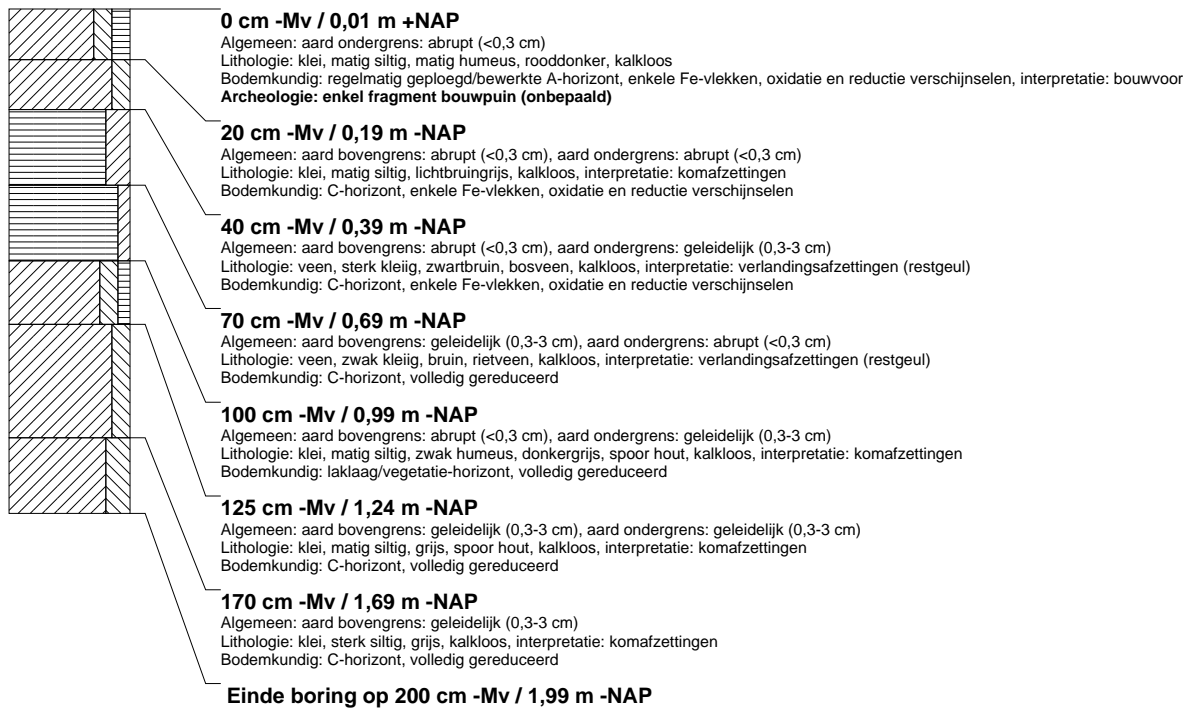 0 cm -Mv / 0,01 m +NAP
Algemeen: aard ondergrens: abrupt (<0,3 cm)
Lithologie: klei, matig siltig, matig humeus, rooddonker, kalkloos
Bodemkundig: regelmatig geploegd/bewerkte A-horizont, enkele Fe-vlekken, oxidatie en reductie verschijnselen, interpretatie: bouwvoor
Archeologie: enkel fragment bouwpuin (onbepaald)
20 cm -Mv / 0,19 m -NAP
Algemeen: aard bovengrens: abrupt (<0,3 cm), aard ondergrens: abrupt (<0,3 cm)
Lithologie: klei, matig siltig, lichtbruingrijs, kalkloos, interpretatie: komafzettingen
Bodemkundig: C-horizont, enkele Fe-vlekken, oxidatie en reductie verschijnselen
40 cm -Mv / 0,39 m -NAP
Algemeen: aard bovengrens: abrupt (<0,3 cm), aard ondergrens: geleidelijk (0,3-3 cm)
Lithologie: veen, sterk kleiig, zwartbruin, bosveen, kalkloos, interpretatie: verlandingsafzettingen (restgeul)
Bodemkundig: C-horizont, enkele Fe-vlekken, oxidatie en reductie verschijnselen
70 cm -Mv / 0,69 m -NAP
Algemeen: aard bovengrens: geleidelijk (0,3-3 cm), aard ondergrens: abrupt (<0,3 cm)
Lithologie: veen, zwak kleiig, bruin, rietveen, kalkloos, interpretatie: verlandingsafzettingen (restgeul)
Bodemkundig: C-horizont, volledig gereduceerd
100 cm -Mv / 0,99 m -NAP
Algemeen: aard bovengrens: abrupt (<0,3 cm), aard ondergrens: geleidelijk (0,3-3 cm)
Lithologie: klei, matig siltig, zwak humeus, donkergrijs, spoor hout, kalkloos, interpretatie: komafzettingen
Bodemkundig: laklaag/vegetatie-horizont, volledig gereduceerd
125 cm -Mv / 1,24 m -NAP
Algemeen: aard bovengrens: geleidelijk (0,3-3 cm), aard ondergrens: geleidelijk (0,3-3 cm)
Lithologie: klei, matig siltig, grijs, spoor hout, kalkloos, interpretatie: komafzettingen
Bodemkundig: C-horizont, volledig gereduceerd
170 cm -Mv / 1,69 m -NAP
Algemeen: aard bovengrens: geleidelijk (0,3-3 cm)
Lithologie: klei, sterk siltig, grijs, kalkloos, interpretatie: komafzettingen
Bodemkundig: C-horizont, volledig gereduceerd
Einde boring op 200 cm -Mv / 1,99 m -NAP